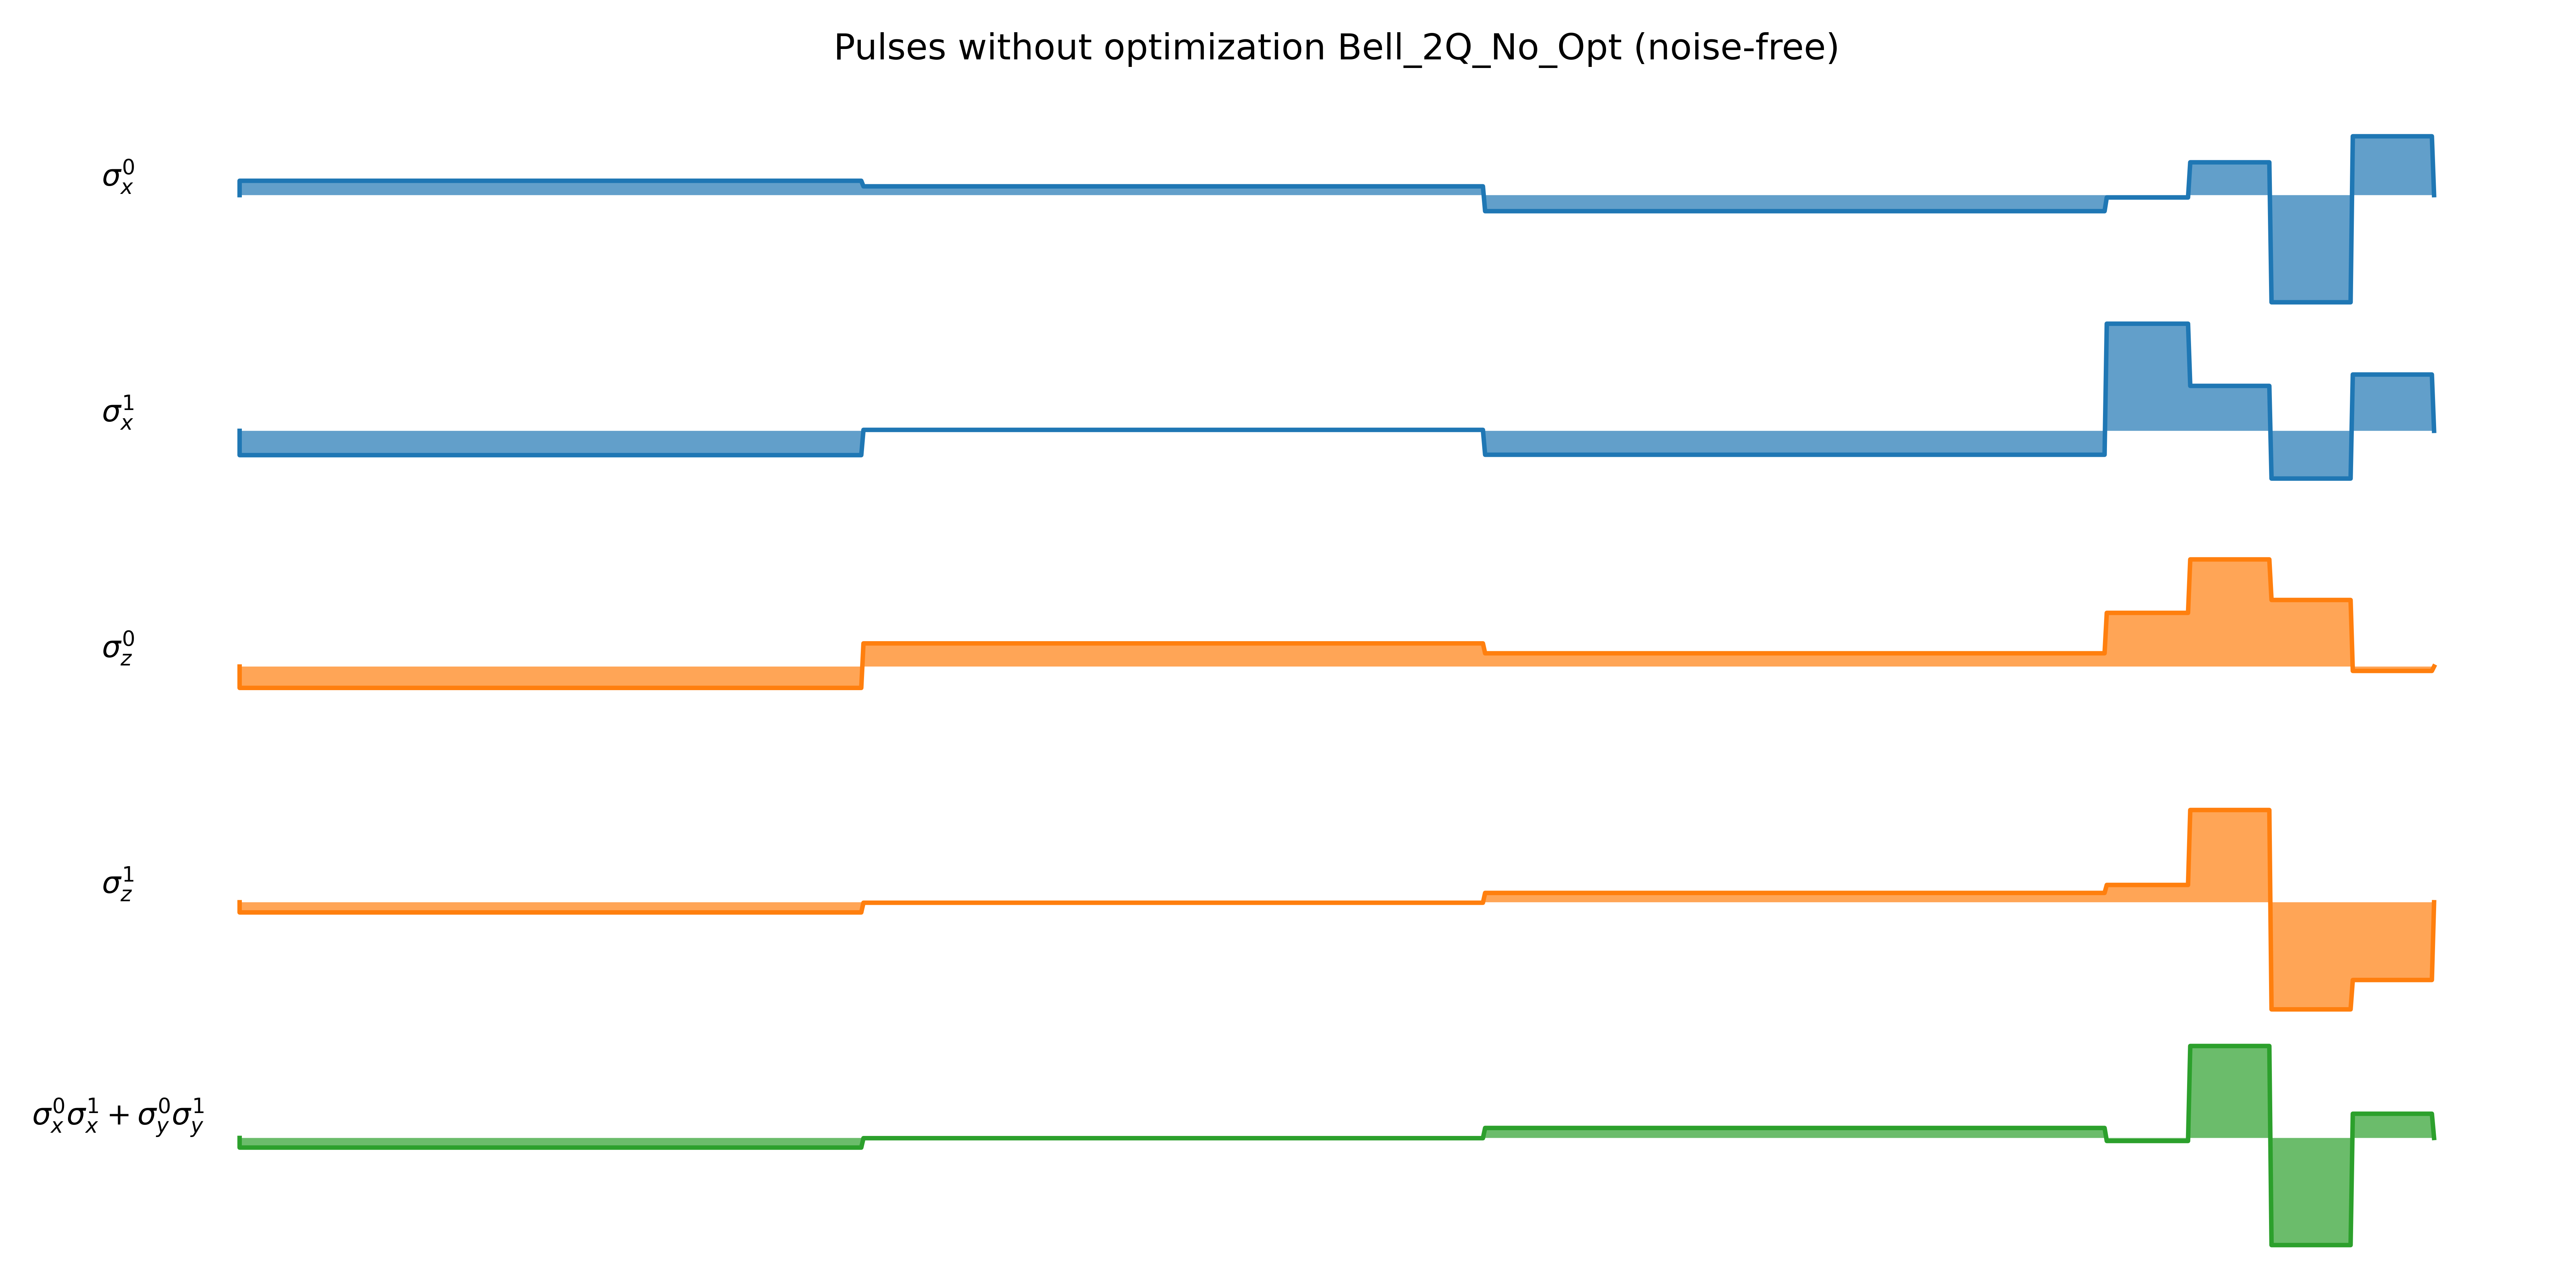 Pulses without optimization Bell_2Q_No_Opt (noise-free)
σ_x^0
σ_x^1
σ_z^0
σ_z^1
σ_x^0σ_x^1 + σ_y^0σ_y^1